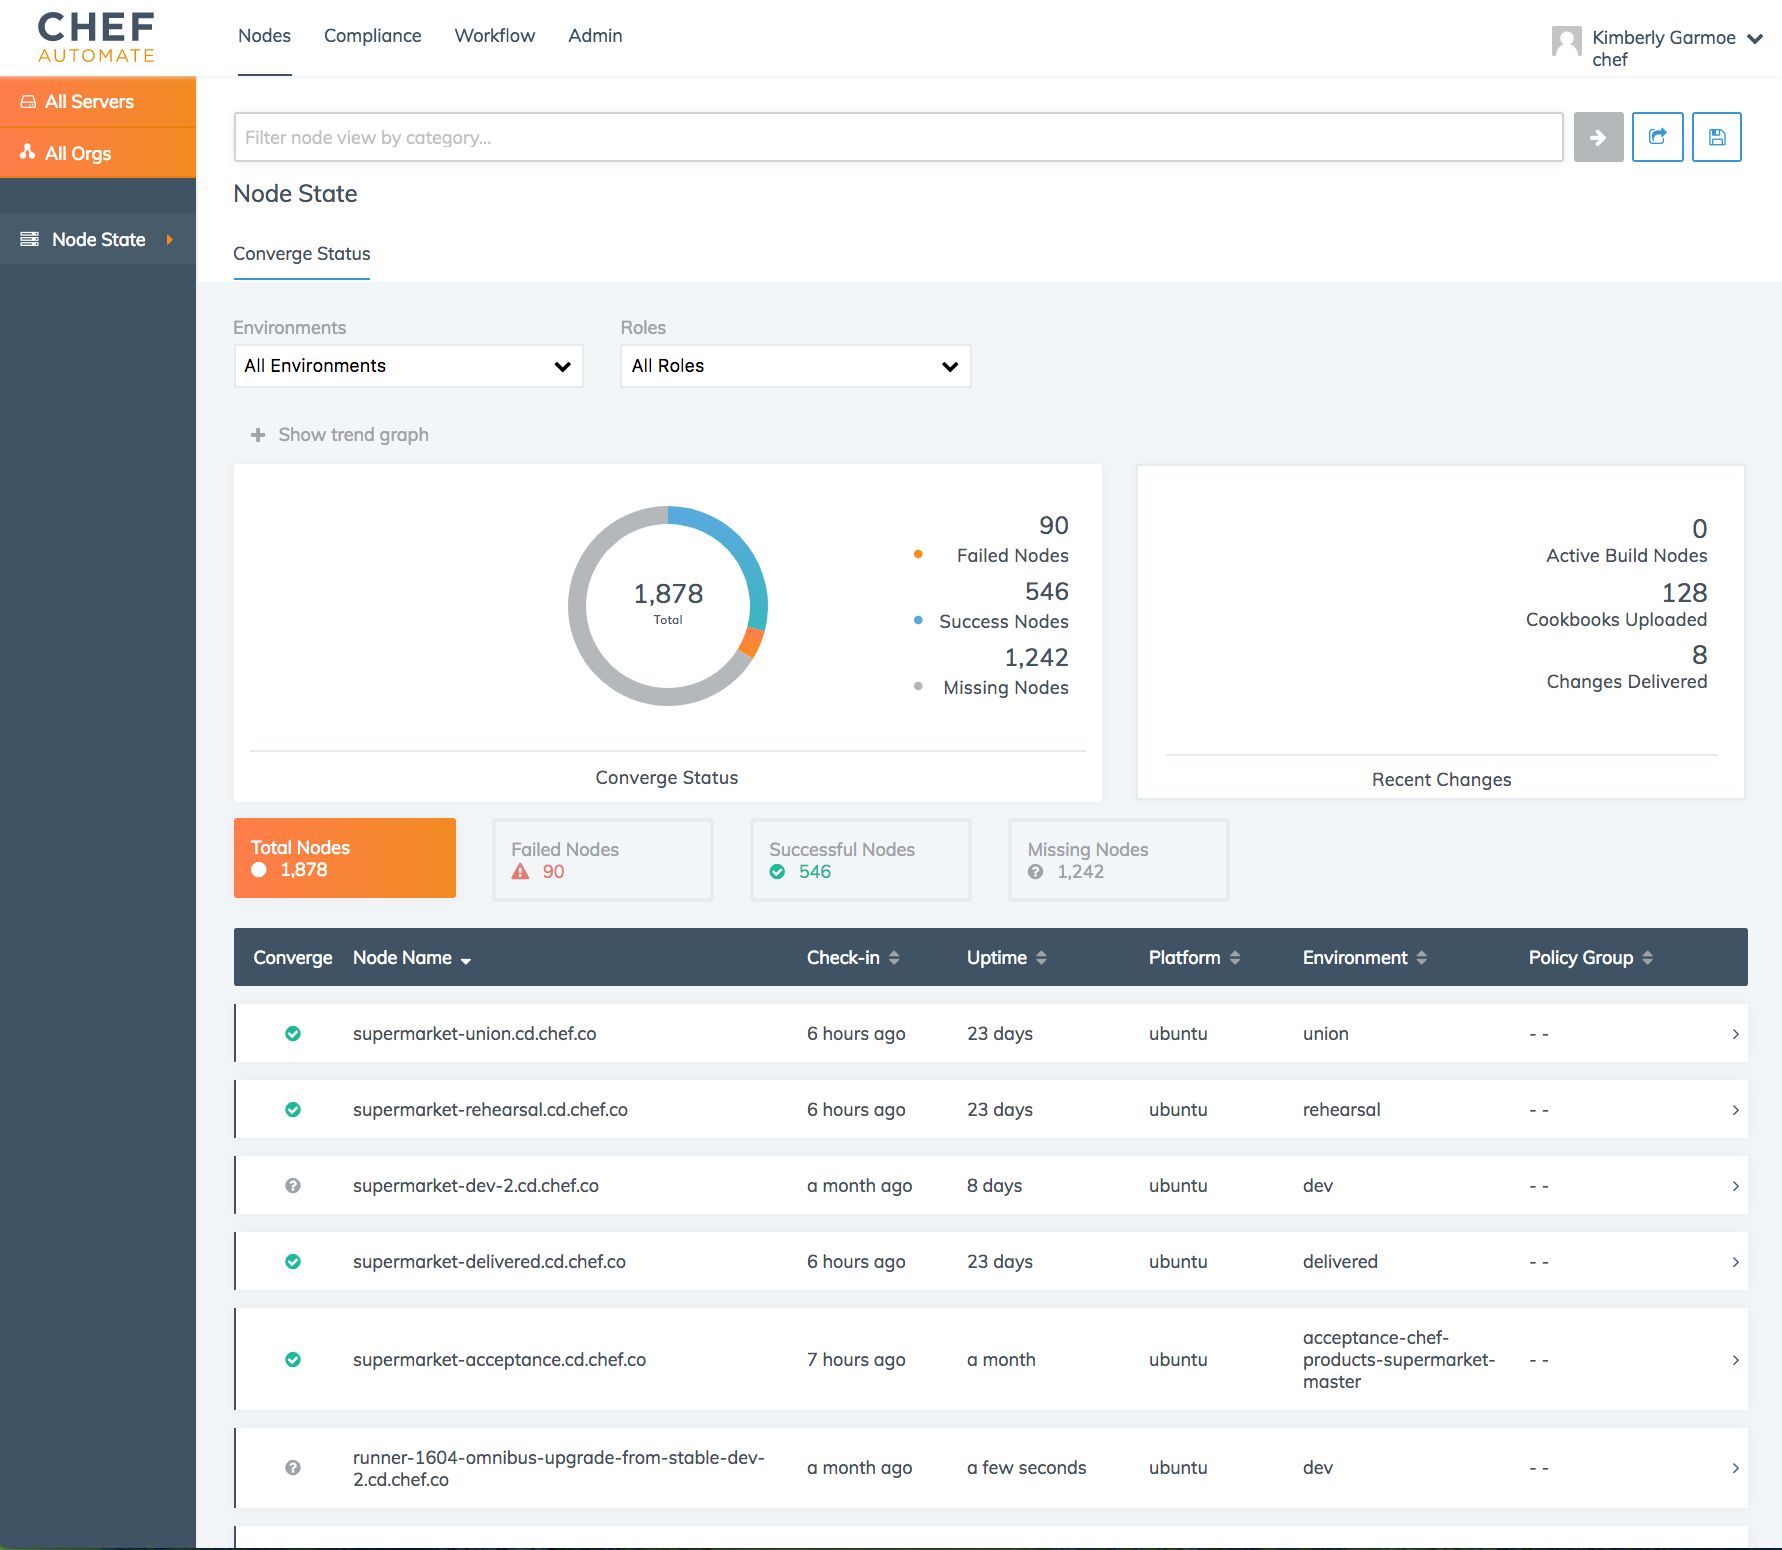 CHEF
AUTOMATE
Nodes Compliance Workflow Admin
Kimberly Garmoe
chef
All Servers
All Orgs
Node State
Filter node view by category...
Node State
Converge Status
Environments
All Environments
Roles
All Roles
Show trend graph
1,878
Total
90
Failed Nodes
546
Success Nodes
1,242
Missing Nodes
Converge Status
0
Active Build Nodes
128
Cookbooks Uploaded
8
Changes Delivered
Recent Changes
Total Nodes
1,878
Failed Nodes
90
Successful Nodes
546
Missing Nodes
1,242
Converge Node Name Check-in Uptime Platform Environment Policy Group
supermarket-union.cd.chef.co 6 hours ago 23 days ubuntu union - -
supermarket-rehearsal.cd.chef.co 6 hours ago 23 days ubuntu rehearsal - -
supermarket-dev-2.cd.chef.co a month ago 8 days ubuntu dev - -
supermarket-delivered.cd.chef.co 6 hours ago 23 days ubuntu delivered - -
supermarket-acceptance.cd.chef.co 7 hours ago a month ubuntu acceptance-chef-
products-supermarket-
master - -
runner-1604-omnibus-upgrade-from-stable-dev-
2.cd.chef.co a month ago a few seconds ubuntu dev - -